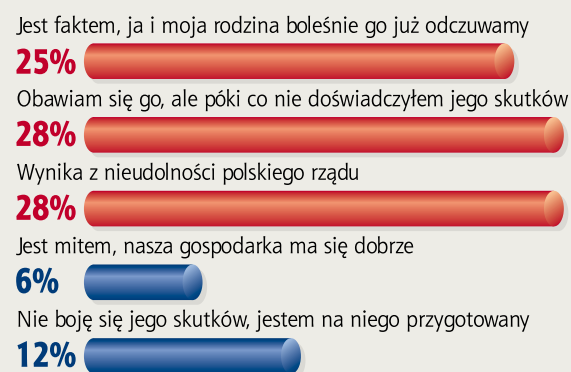 Jest faktem, ja i moja rodzina boleśnie go już odczuwamy
25%
Obawiam się go, ale póki co nie doświadczyłem jego skutków
28%
Wynika z nieudolności polskiego rządu
28%
Jest mitem, nasza gospodarka ma się dobrze
6%
Nie boję się jego skutków, jestem na niego przygotowany
12%